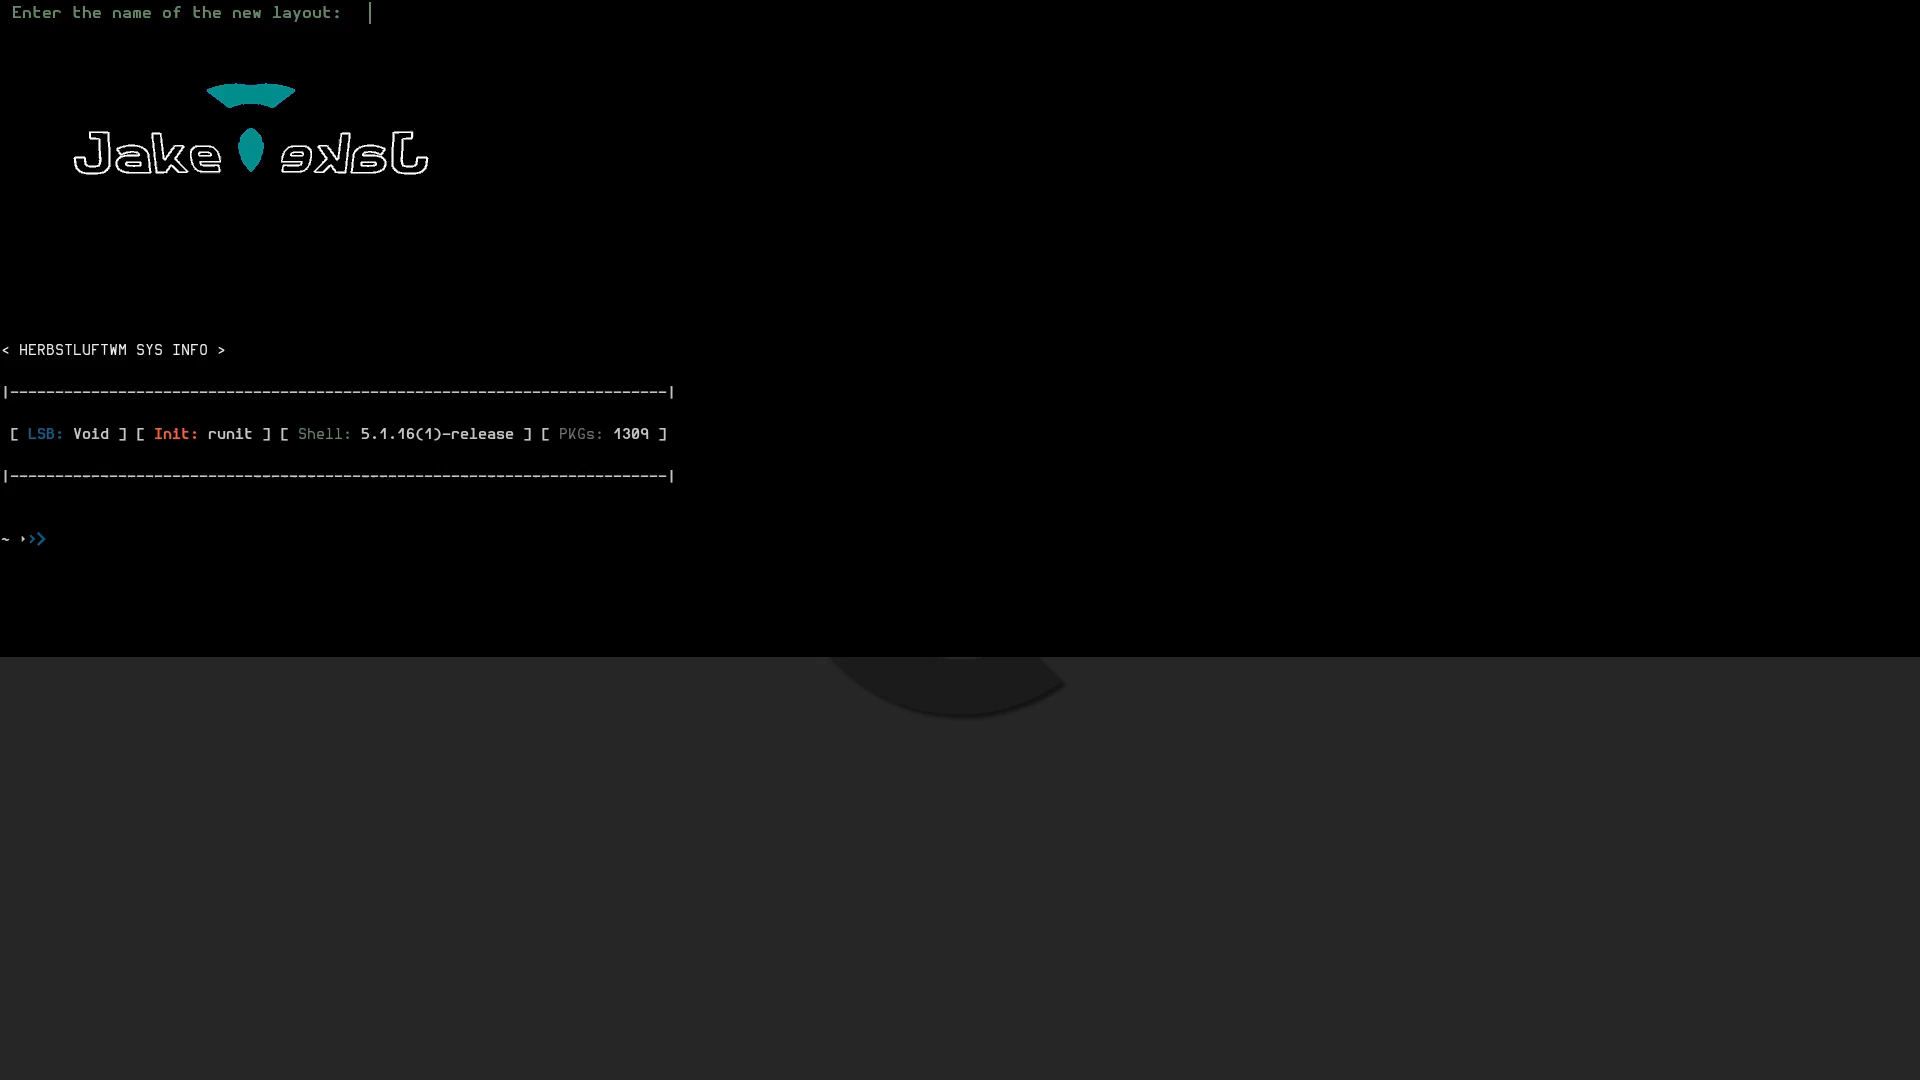 Enter the name of the new layout:
Jake Jake
< HERBSTLUFTWM SYS INFO >
|-------------------------------------------------------------------------|
[ LSB: Void ] [ Init: runit ] [ Shell: 5.1.16(1)-release ] [ PKGs: 1309 ]
|-------------------------------------------------------------------------|
~ ›››